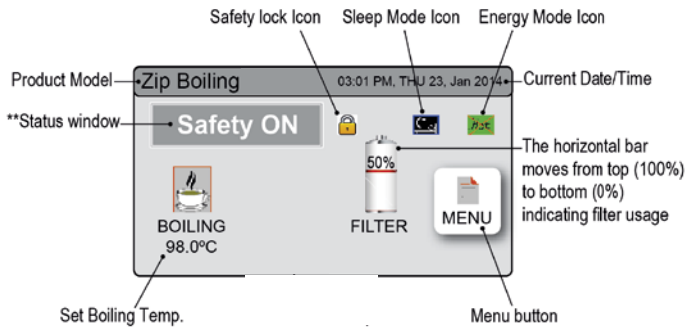 Safety lock Icon Sleep Mode Icon Energy Mode Icon
Product Model
Zip Boiling
03:01 PM, THU 23, Jan 2014
Current Date/Time
**Status window
Safety ON
The horizontal bar
moves from top (100%)
to bottom (0%)
indicating filter usage
50%
BOILING
98.0ºC
FILTER
MENU
Set Boiling Temp.
Menu button